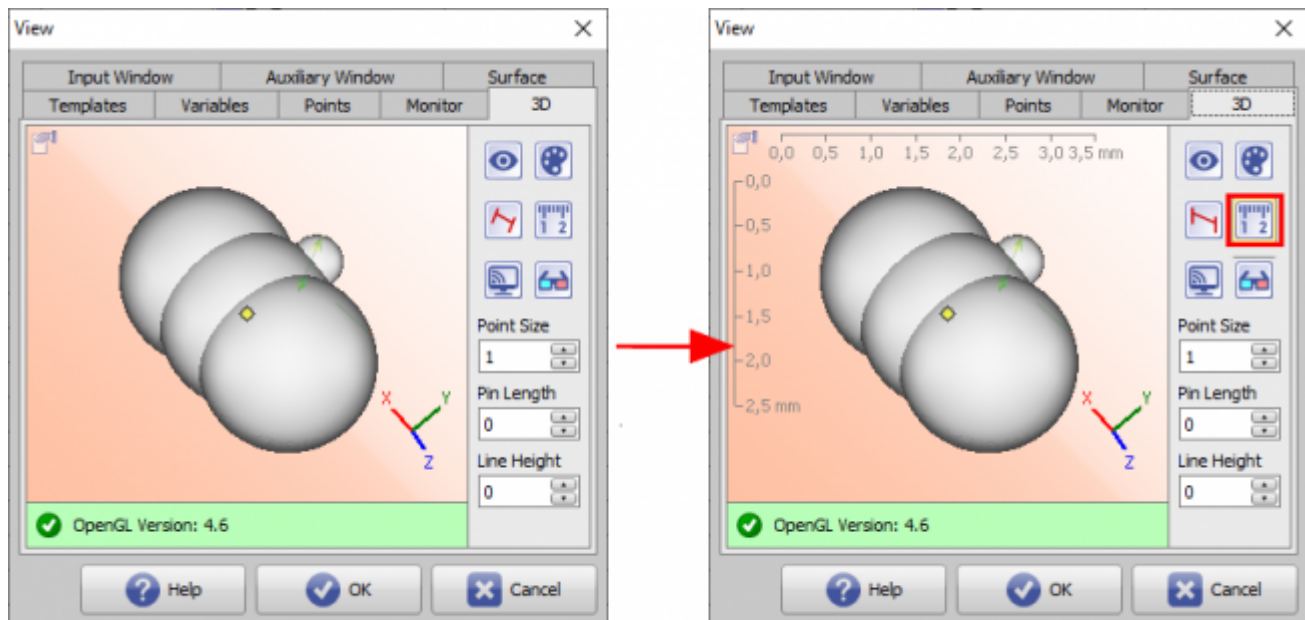 View
Input Window Auxiliary Window Surface
Templates Variables Points Monitor 3D
1 2
Point Size
1
Pin Length
0
Line Height
0
X Y
Z
OpenGL Version: 4.6
Help OK Cancel
View
Input Window Auxiliary Window Surface
Templates Variables Points Monitor 3D
0,0 0,5 1,0 1,5 2,0 2,5 3,0 3,5 mm
0,0
0,5
1,0
1,5
2,0
2,5 mm
1 2
Point Size
1
Pin Length
0
Line Height
0
X Y
Z
OpenGL Version: 4.6
Help OK Cancel